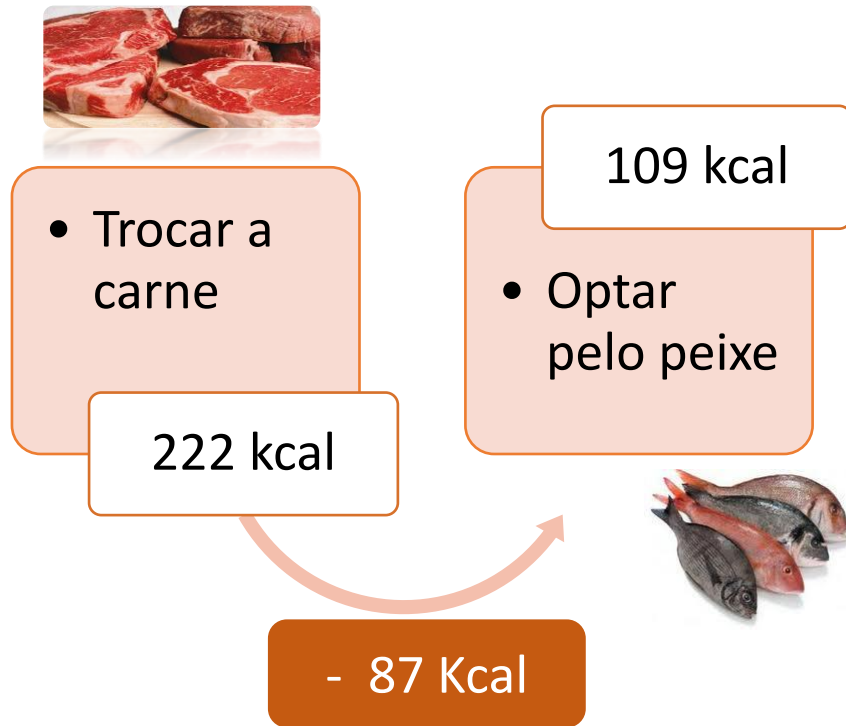 • Trocar a
carne
222 kcal
109 kcal
• Optar
pelo peixe
- 87 Kcal